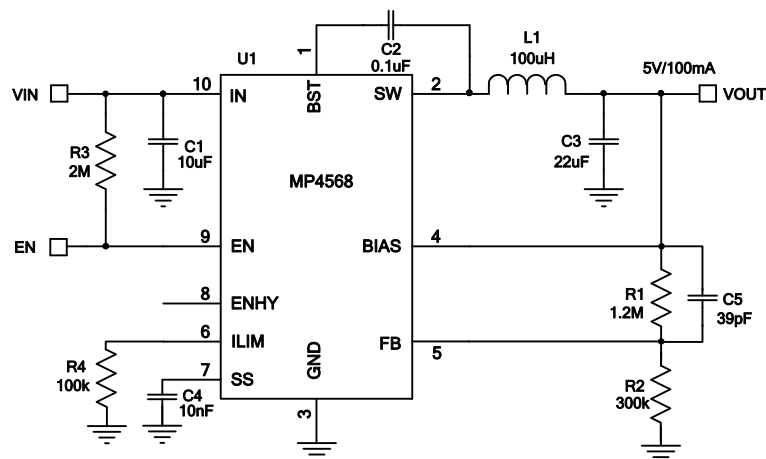 U1
1
C2
0.1uF
L1
100uH
5V/100mA
VIN
10
IN
BST
SW
2
VOUT
R3
2M
C1
10uF
MP4568
C3
22uF
EN
9
EN
BIAS
4
8
ENHY
R1
1.2M
C5
39pF
6
ILIM
FB
5
R4
100k
7
SS
GND
C4
10nF
3
R2
300k